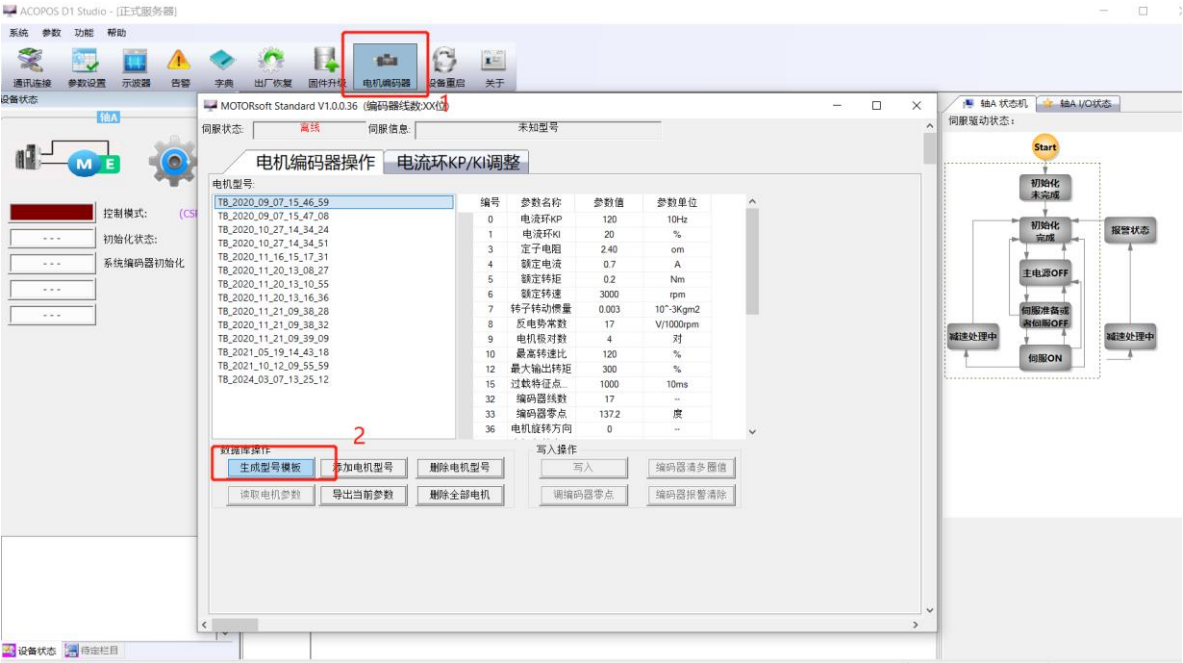 ACOPOS D1 Studio - [正式服务器]
系统 参数 功能 帮助
通讯连接 参数设置 示波器 告警 字典 出厂恢复 固件升级 电机编码器 设备重启 关于
1
设备状态
轴A
M E
控制模式: (CS
初始化状态:
系统编码器初始化
- - -
- - -
- - -
- - -
MOTORsoft Standard V1.0.0.36 (编码器线数:XX位)
伺服状态: 离线 伺服信息: 未知型号
电机编码器操作 电流环KP/KI调整
电机型号:
TB_2020_09_07_15_46_59
TB_2020_09_07_15_47_08
TB_2020_10_27_14_34_24
TB_2020_10_27_14_34_51
TB_2020_11_16_15_17_31
TB_2020_11_20_13_08_27
TB_2020_11_20_13_10_55
TB_2020_11_20_13_16_36
TB_2020_11_21_09_38_28
TB_2020_11_21_09_38_32
TB_2020_11_21_09_39_09
TB_2021_05_19_14_43_18
TB_2021_10_12_09_55_59
TB_2024_03_07_13_25_12
编号 参数名称 参数值 参数单位
0 电流环KP 120 10Hz
1 电流环KI 20 %
3 定子电阻 2.40 om
4 额定电流 0.7 A
5 额定转矩 0.2 Nm
6 额定转速 3000 rpm
7 转子转动惯量 0.003 10^-3Kgm2
8 反电势常数 17 V/1000rpm
9 电机极对数 4 对
10 最高转速比 120 %
12 最大输出转矩 300 %
15 过载特征点... 1000 10ms
32 编码器线数 17 --
33 编码器零点 137.2 度
36 电机旋转方向 0 --
2
数据库操作
生成型号模板 添加电机型号 删除电机型号
读取电机参数 导出当前参数 删除全部电机
写入操作
写入 编码器清多圈值
调编码器零点 编码器报警清除
轴A 状态机 轴A I/O状态
伺服驱动状态:
Start
初始化
未完成
初始化
完成
报警状态
主电源OFF
伺服准备或
者伺服OFF
减速处理中
减速处理中
伺服ON
设备状态 待定栏目